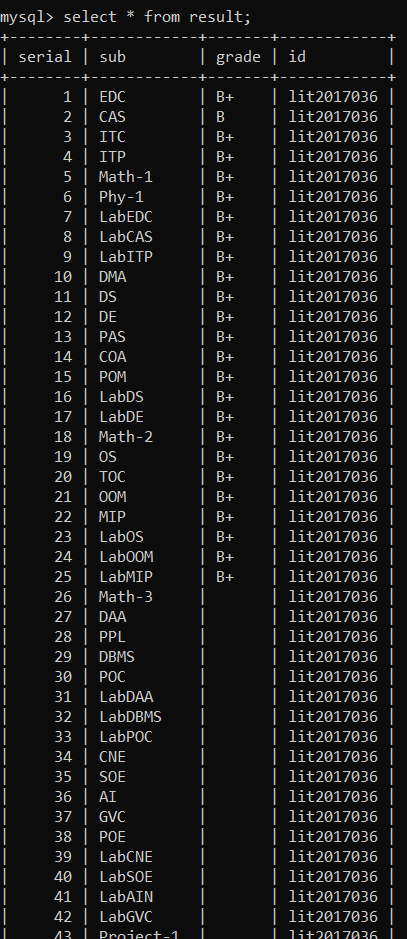 mysql> select * from result;
+--------+------------+-------+------------+
| serial | sub        | grade | id         |
+--------+------------+-------+------------+
|      1 | EDC        | B+    | lit2017036 |
|      2 | CAS        | B     | lit2017036 |
|      3 | ITC        | B+    | lit2017036 |
|      4 | ITP        | B+    | lit2017036 |
|      5 | Math-1     | B+    | lit2017036 |
|      6 | Phy-1      | B+    | lit2017036 |
|      7 | LabEDC     | B+    | lit2017036 |
|      8 | LabCAS     | B+    | lit2017036 |
|      9 | LabITP     | B+    | lit2017036 |
|     10 | DMA        | B+    | lit2017036 |
|     11 | DS         | B+    | lit2017036 |
|     12 | DE         | B+    | lit2017036 |
|     13 | PAS        | B+    | lit2017036 |
|     14 | COA        | B+    | lit2017036 |
|     15 | POM        | B+    | lit2017036 |
|     16 | LabDS      | B+    | lit2017036 |
|     17 | LabDE      | B+    | lit2017036 |
|     18 | Math-2     | B+    | lit2017036 |
|     19 | OS         | B+    | lit2017036 |
|     20 | TOC        | B+    | lit2017036 |
|     21 | OOM        | B+    | lit2017036 |
|     22 | MIP        | B+    | lit2017036 |
|     23 | LabOS      | B+    | lit2017036 |
|     24 | LabOOM     | B+    | lit2017036 |
|     25 | LabMIP     | B+    | lit2017036 |
|     26 | Math-3     |       | lit2017036 |
|     27 | DAA        |       | lit2017036 |
|     28 | PPL        |       | lit2017036 |
|     29 | DBMS       |       | lit2017036 |
|     30 | POC        |       | lit2017036 |
|     31 | LabDAA     |       | lit2017036 |
|     32 | LabDBMS    |       | lit2017036 |
|     33 | LabPOC     |       | lit2017036 |
|     34 | CNE        |       | lit2017036 |
|     35 | SOE        |       | lit2017036 |
|     36 | AI         |       | lit2017036 |
|     37 | GVC        |       | lit2017036 |
|     38 | POE        |       | lit2017036 |
|     39 | LabCNE     |       | lit2017036 |
|     40 | LabSOE     |       | lit2017036 |
|     41 | LabAIN     |       | lit2017036 |
|     42 | LabGVC     |       | lit2017036 |
|     43 | Project-1  |       | lit2017036 |